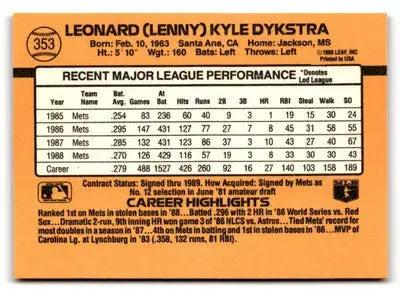 353
LEONARD (LENNY) KYLE DYKSTRA
Born: Feb. 10, 1963 Santa Ana, CA Home: Jackson, MS
Ht.: 5'10" Wgt.: 160 Bats: Left Throws: Left
© 1988 LEAF, INC.
Printed in USA
RECENT MAJOR LEAGUE PERFORMANCE *Denotes Led League
Year Team Name Bat. Avg. Games At Bat Hits Runs 2B 3B HR RBI Steal Walks SO
1985 Mets .254 83 236 60 40 9 3 1 19 15 30 24
1986 Mets .295 147 431 127 77 27 7 8 45 31 58 55
1987 Mets .285 132 431 123 86 37 3 10 43 27 40 67
1988 Mets .270 126 429 116 57 19 3 8 33 30 30 43
Career .279 488 1527 426 260 92 16 27 140 103 158 189
Contract Status: Signed thru 1989. How Acquired: Signed by Mets as
No. 12 selection in June '81 amateur draft
CAREER HIGHLIGHTS
Ranked 1st on Mets in stolen bases in '88...Batted .296 with 2 HR in '86 World Series vs. Red
Sox...Dramatic 2-run, 9th inning HR won game 3 of '86 NLCS vs. Astros...Tied Mets record for
most doubles in a season in '87...4th on Mets in batting and 1st in stolen bases in '86...MVP of
Carolina Lg. at Lynchburg in '83 (.358, 132 runs, 81 RBI).